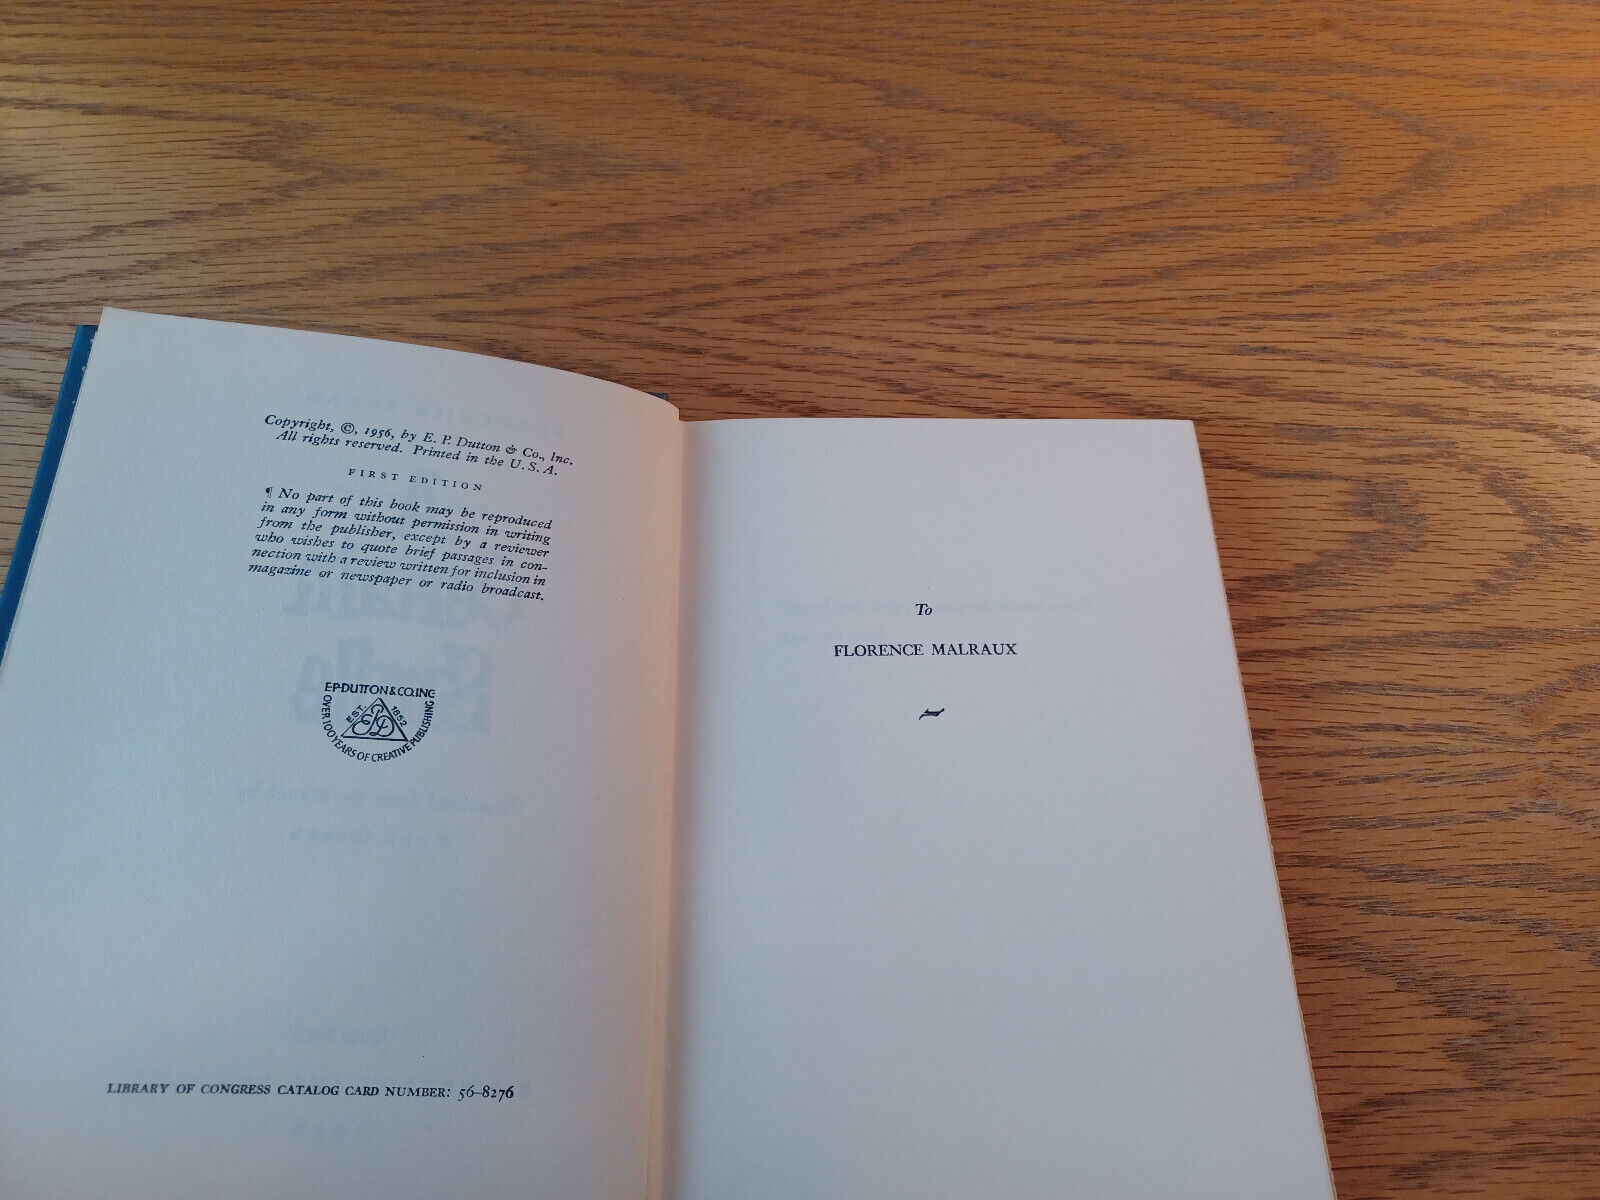 Copyright, ©, 1956, by E. P. Dutton & Co., Inc.
All rights reserved. Printed in the U. S. A.
FIRST EDITION
¶ No part of this book may be reproduced
in any form without permission in writing
from the publisher, except by a reviewer
who wishes to quote brief passages in con-
nection with a review written for inclusion in
magazine or newspaper or radio broadcast.
E·P·DUTTON & CO. INC
EST. 1852
EPD
OVER 100 YEARS OF CREATIVE PUBLISHING
LIBRARY OF CONGRESS CATALOG CARD NUMBER: 56–8276
To
FLORENCE MALRAUX